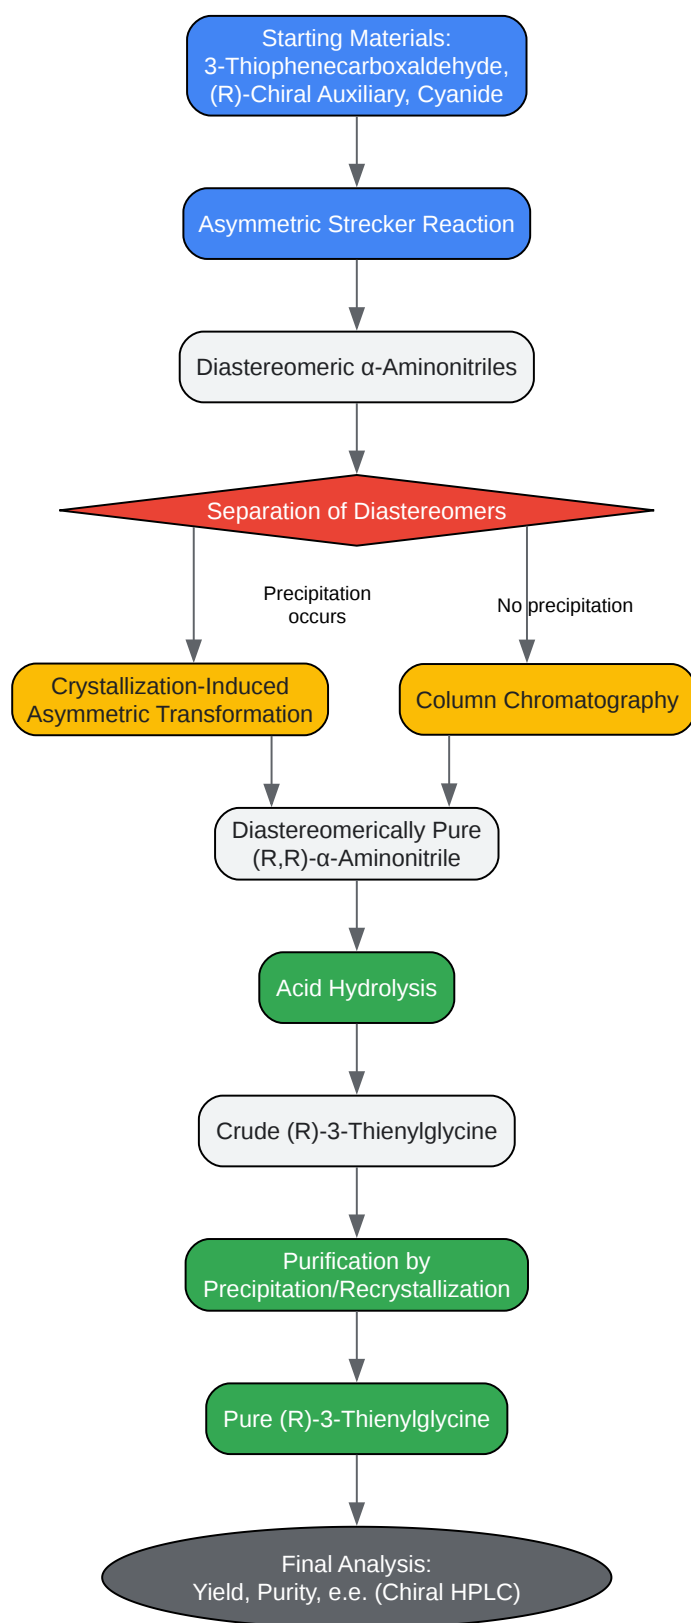 Starting Materials:
3-Thiophenecarboxaldehyde,
(R)-Chiral Auxiliary, Cyanide
Asymmetric Strecker Reaction
Diastereomeric α-Aminonitriles
Separation of Diastereomers
Precipitation
occurs
No precipitation
Crystallization-Induced
Asymmetric Transformation
Column Chromatography
Diastereomerically Pure
(R,R)-α-Aminonitrile
Acid Hydrolysis
Crude (R)-3-Thienylglycine
Purification by
Precipitation/Recrystallization
Pure (R)-3-Thienylglycine
Final Analysis:
Yield, Purity, e.e. (Chiral HPLC)